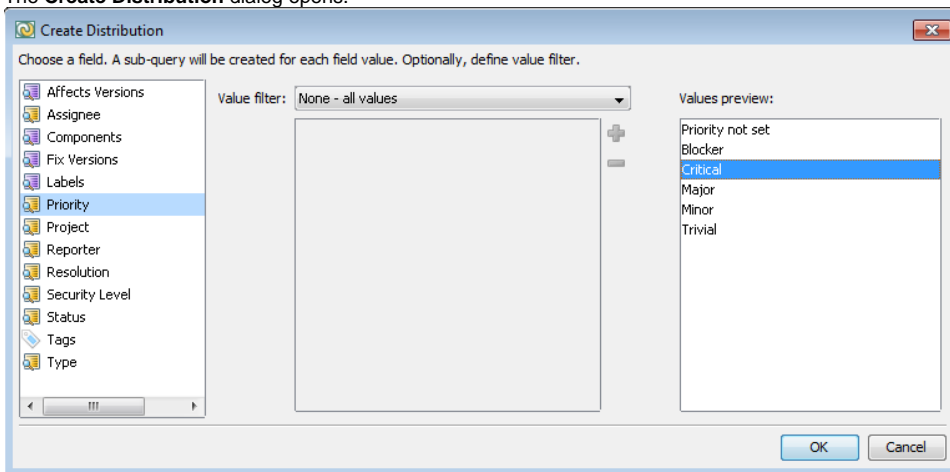 The Create Distribution dialog opens.
Create Distribution
Choose a field. A sub-query will be created for each field value. Optionally, define value filter.
Affects Versions
Assignee
Components
Fix Versions
Labels
Priority
Project
Reporter
Resolution
Security Level
Status
Tags
Type
Value filter: None - all values
Values preview:
Priority not set
Blocker
Critical
Major
Minor
Trivial
OK Cancel